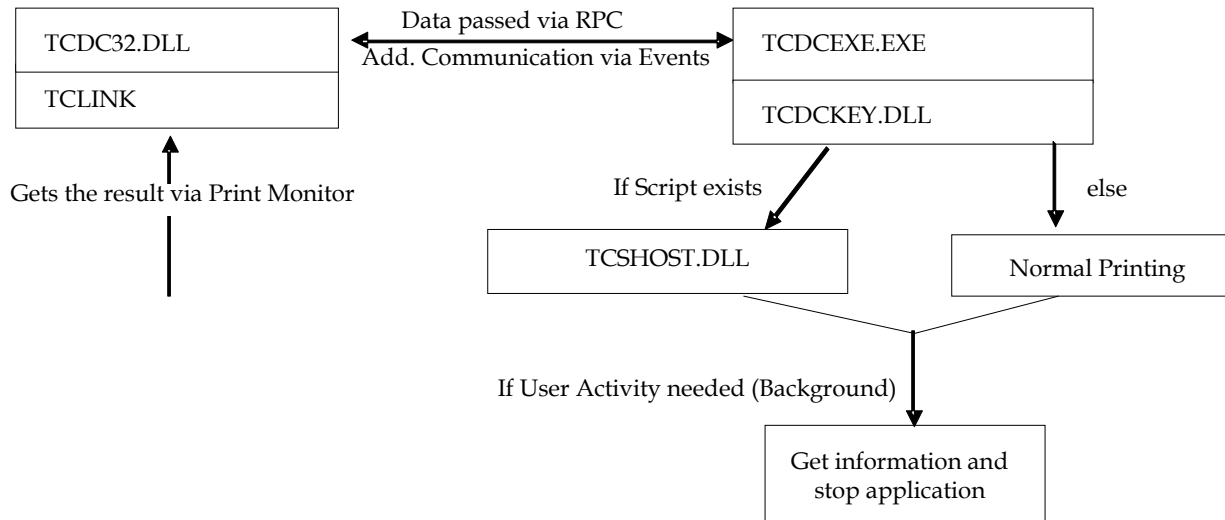 TCDC32.DLL
TCLINK
Data passed via RPC
Add. Communication via Events
TCDCEXE.EXE
TCDCKEY.DLL
Gets the result via Print Monitor
If Script exists
else
TCSHOST.DLL
Normal Printing
If User Activity needed (Background)
Get information and
stop application